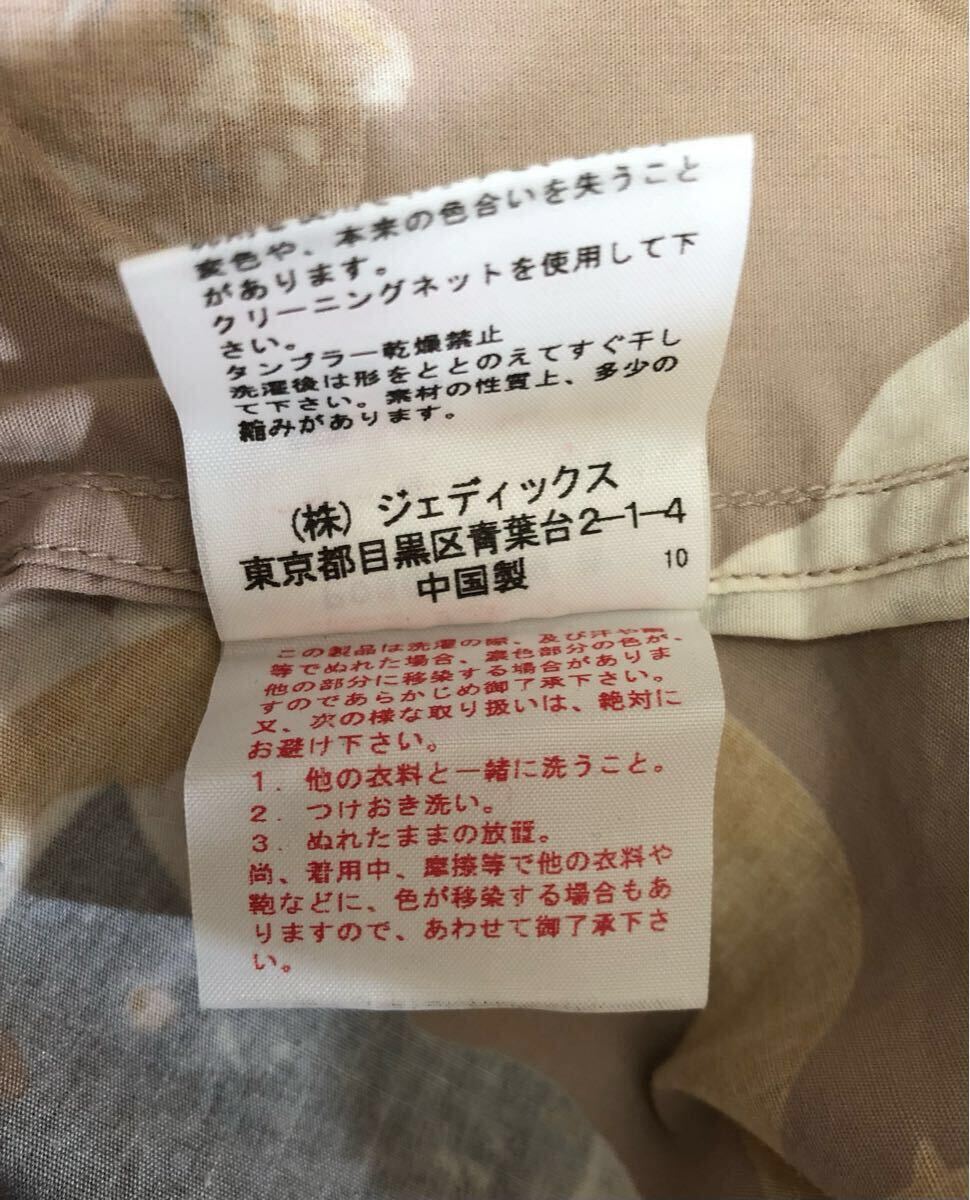 変色や、本来の色合いを失うこと
があります。
クリーニングネットを使用して下
さい。
タンブラー乾燥禁止
洗濯後は形をととのえてすぐ干し
て下さい。素材の性質上、多少の
縮みがあります。
(株) ジェディックス
東京都目黒区青葉台2-1-4
中国製
10
この製品は洗濯の際、及び汗や雨
等でぬれた場合、濃色部分の色が、
他の部分に移染する場合がありま
すのであらかじめ御了承下さい。
又、次の様な取り扱いは、絶対に
お避け下さい。
1. 他の衣料と一緒に洗うこと。
2. つけおき洗い。
3. ぬれたままの放置。
尚、着用中、摩擦等で他の衣料や
鞄などに、色が移染する場合もあ
りますので、あわせて御了承下さ
い。